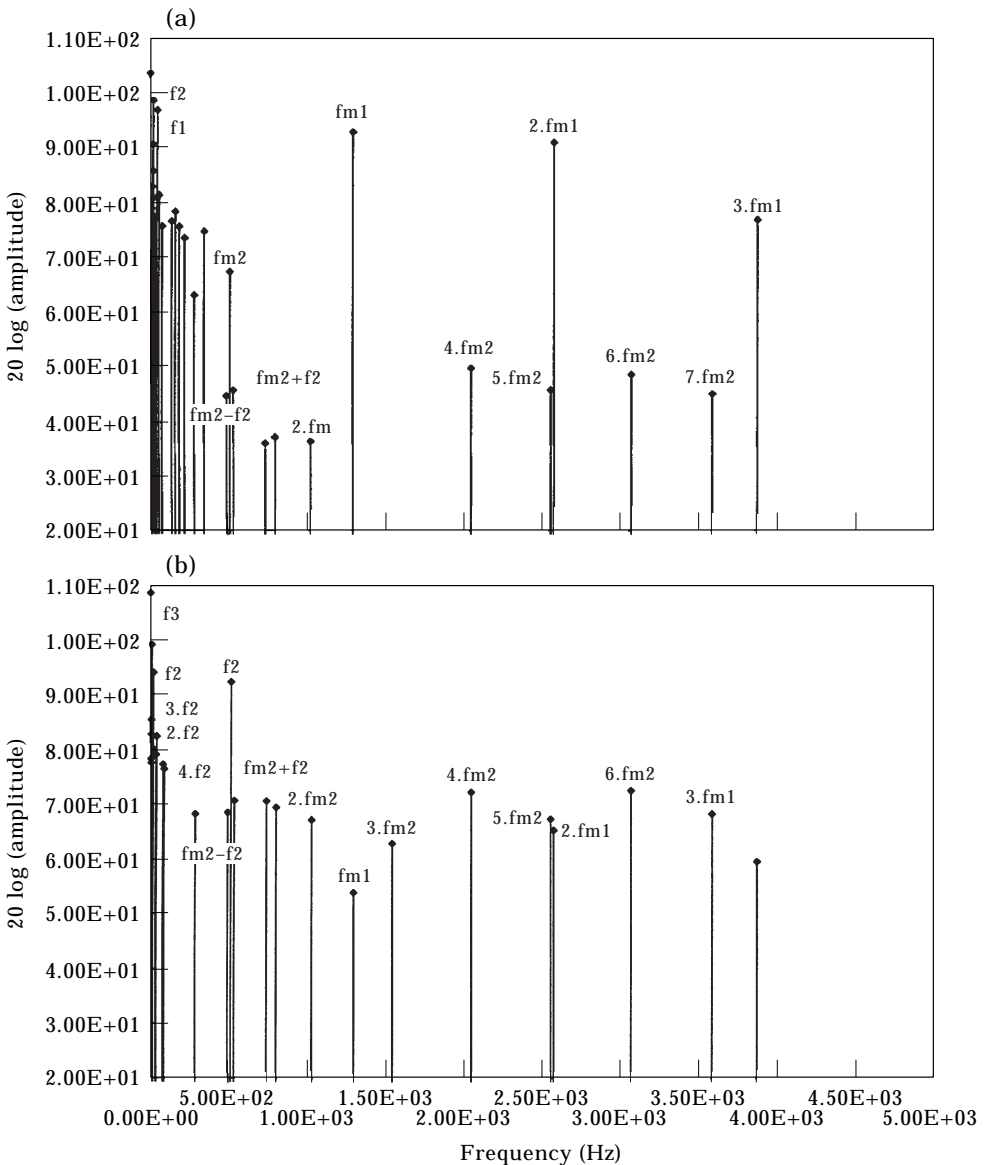 (a)
1.10E+02
1.00E+02
9.00E+01
8.00E+01
7.00E+01
6.00E+01
5.00E+01
4.00E+01
3.00E+01
2.00E+01
20 log (amplitude)
f2
f1
fm2
fm2+f2
fm2−f2
2.fm
fm1
4.fm2
5.fm2
2.fm1
6.fm2
7.fm2
3.fm1
(b)
1.10E+02
1.00E+02
9.00E+01
8.00E+01
7.00E+01
6.00E+01
5.00E+01
4.00E+01
3.00E+01
2.00E+01
20 log (amplitude)
f3
f2
3.f2
2.f2
4.f2
f2
fm2+f2
fm2−f2
2.fm2
fm1
3.fm2
4.fm2
5.fm2
2.fm1
6.fm2
3.fm1
5.00E+02 1.50E+03 2.50E+03 3.50E+03 4.50E+03
0.00E+00 1.00E+03 2.00E+03 3.00E+03 4.00E+03 5.0E+03
Frequency (Hz)